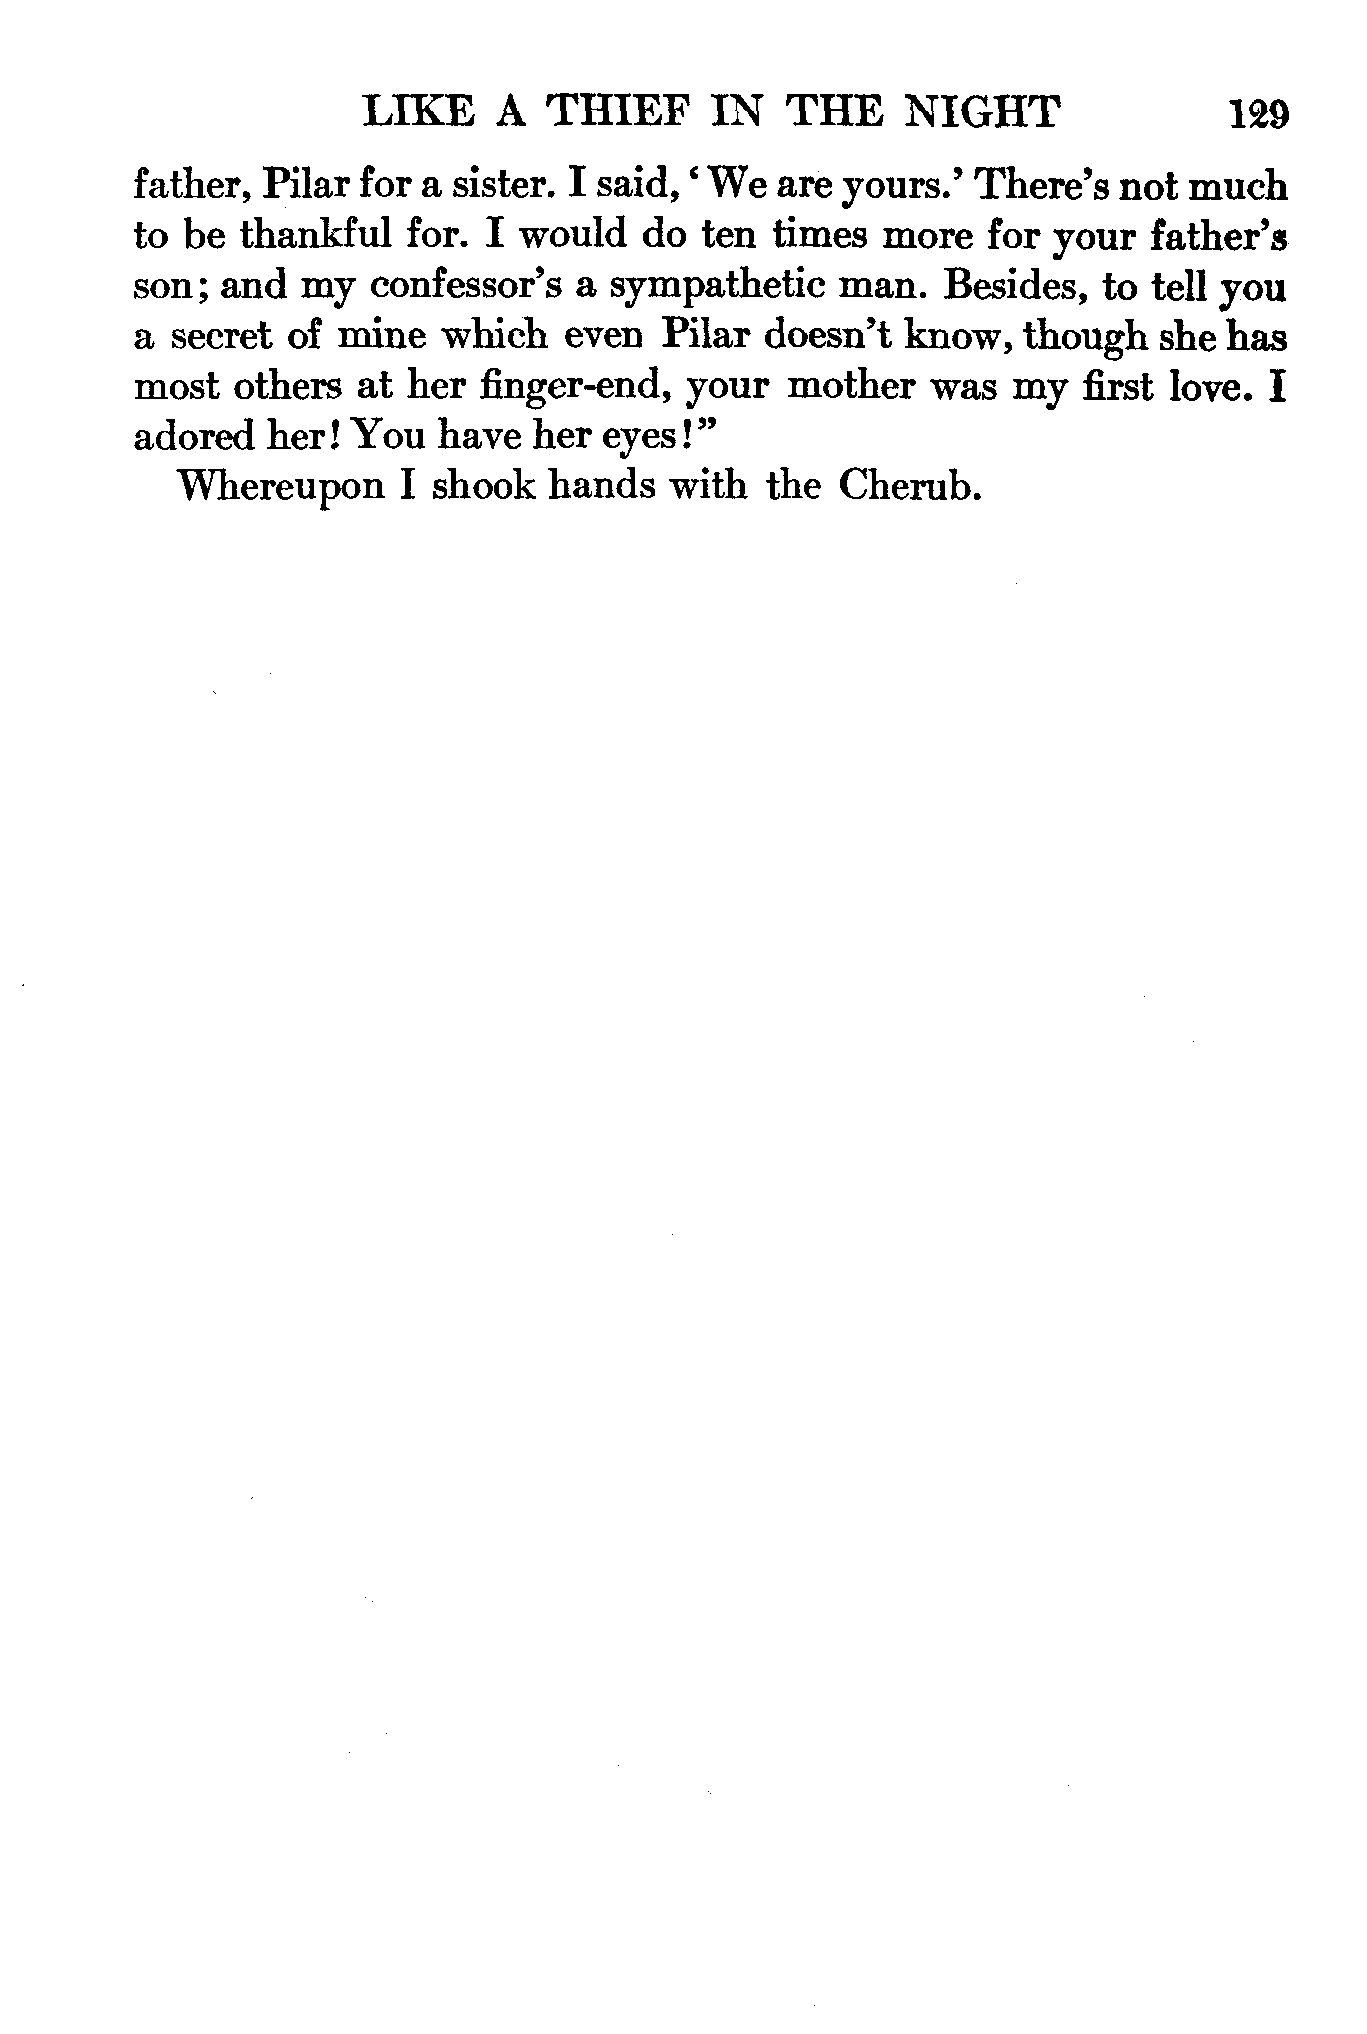 LIKE A THIEF IN THE NIGHT 129
father, Pilar for a sister. I said, ‘We are yours.’ There’s not much
to be thankful for. I would do ten times more for your father’s
son; and my confessor’s a sympathetic man. Besides, to tell you
a secret of mine which even Pilar doesn’t know, though she has
most others at her finger-end, your mother was my first love. I
adored her! You have her eyes!”
Whereupon I shook hands with the Cherub.